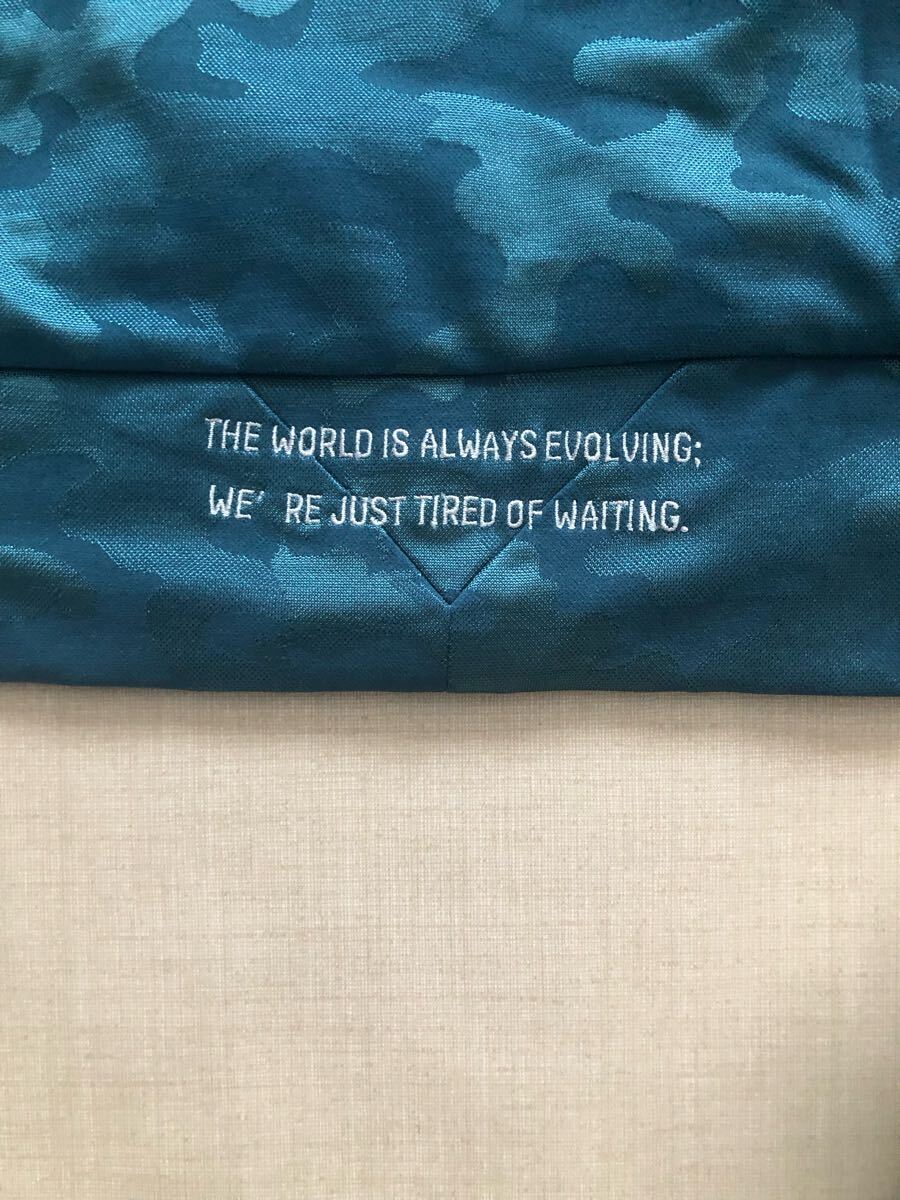 THE WORLD IS ALWAYS EVOLVING;
WE' RE JUST TIRED OF WAITING.